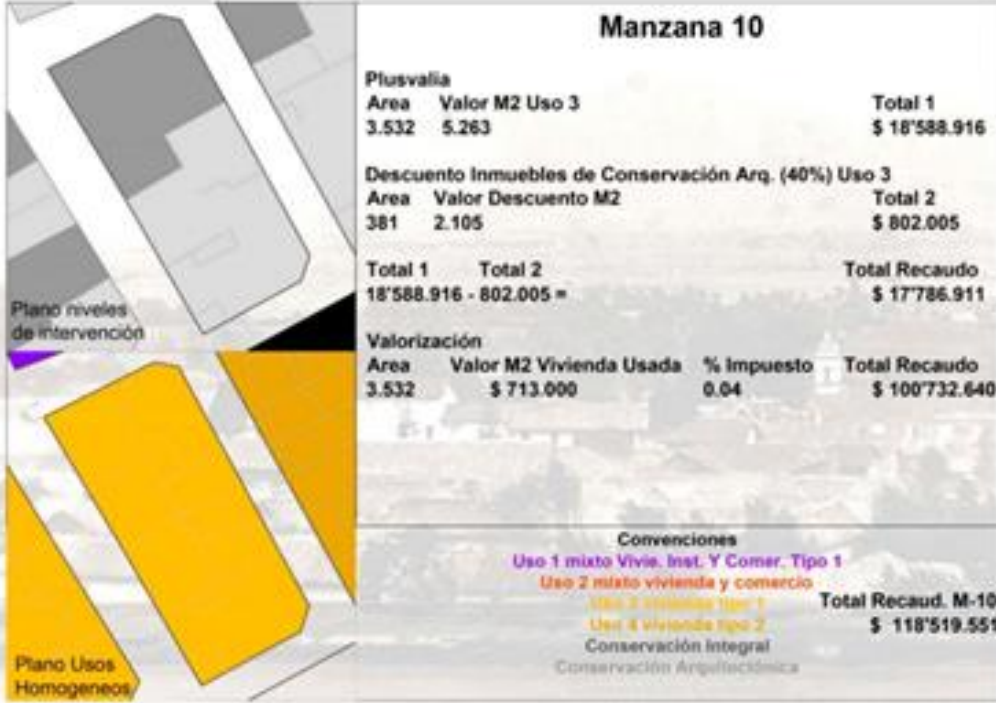 Manzana 10
Plusvalia
Area Valor M2 Uso 3 Total 1
3.532 5.263 $ 18'588.916
Descuento Inmuebles de Conservación Arq. (40%) Uso 3
Area Valor Descuento M2 Total 2
381 2.105 $ 802.005
Total 1 Total 2 Total Recaudo
18'588.916 - 802.005 = $ 17'786.911
Valorización
Area Valor M2 Vivienda Usada % Impuesto Total Recaudo
3.532 $ 713.000 0.04 $ 100'732.640
Plano niveles
de intervención
Plano Usos
Homogeneos
Convenciones
Uso 1 mixto Vivie. Inst. Y Comer. Tipo 1
Uso 2 mixto vivienda y comercio
Uso 3 vivienda tipo 1
Uso 4 vivienda tipo 2
Conservación Integral
Conservación Arquitectónica
Total Recaud. M-10
$ 118'519.551